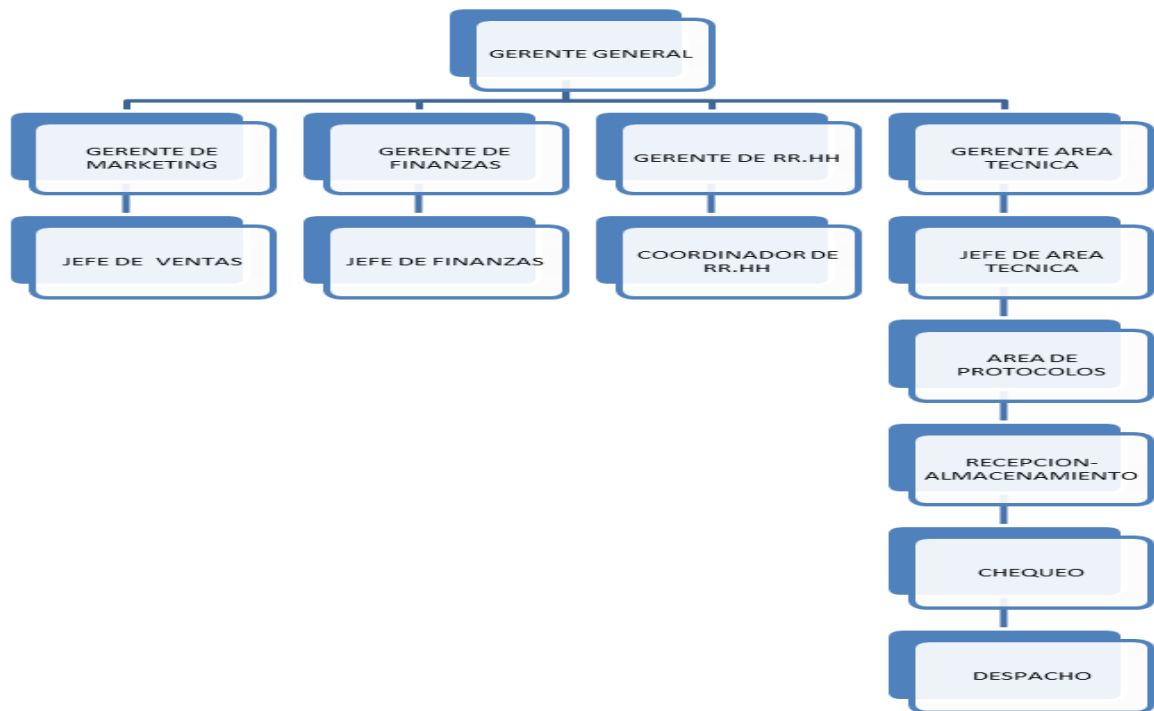 GERENTE GENERAL
GERENTE DE
MARKETING
GERENTE DE
FINANZAS
GERENTE DE RR.HH
GERENTE AREA
TECNICA
JEFE DE VENTAS
JEFE DE FINANZAS
COORDINADOR DE
RR.HH
JEFE DE AREA
TECNICA
AREA DE
PROTOCOLOS
RECEPCION-
ALMACENAMIENTO
CHEQUEO
DESPACHO